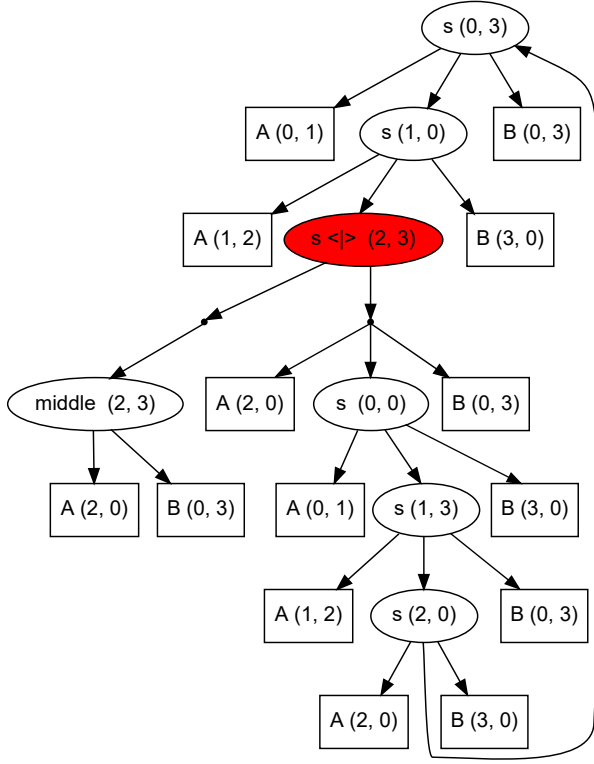 s (0, 3)
A (0, 1)
s (1, 0)
B (0, 3)
A (1, 2)
s <|> (2, 3)
B (3, 0)
middle (2, 3)
A (2, 0)
s (0, 0)
B (0, 3)
A (2, 0)
B (0, 3)
A (0, 1)
s (1, 3)
B (3, 0)
A (1, 2)
s (2, 0)
B (0, 3)
A (2, 0)
B (3, 0)